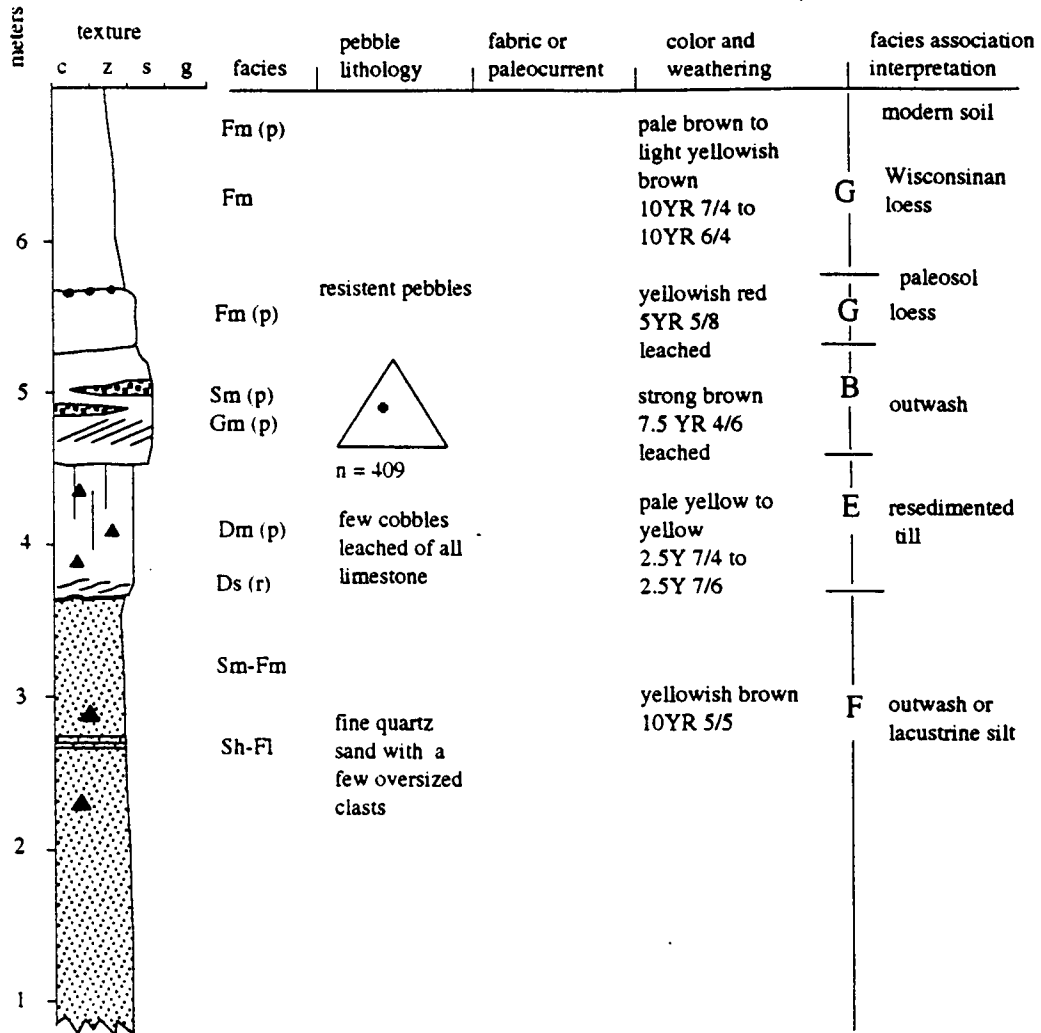 meters
texture
c z s g
facies
pebble
lithology
fabric or
paleocurrent
color and
weathering
facies association
interpretation
Fm (p)
pale brown to
light yellowish
brown
10YR 7/4 to
10YR 6/4
modern soil
Fm
G
Wisconsinan
loess
6
resistent pebbles
paleosol
Fm (p)
yellowish red
5YR 5/8
leached
G
loess
5
Sm (p)
Gm (p)
n = 409
strong brown
7.5 YR 4/6
leached
B
outwash
4
Dm (p)
Ds (r)
few cobbles
leached of all
limestone
pale yellow to
yellow
2.5Y 7/4 to
2.5Y 7/6
E
resedimented
till
3
Sm-Fm
Sh-Fl
fine quartz
sand with a
few oversized
clasts
yellowish brown
10YR 5/5
F
outwash or
lacustrine silt
2
1